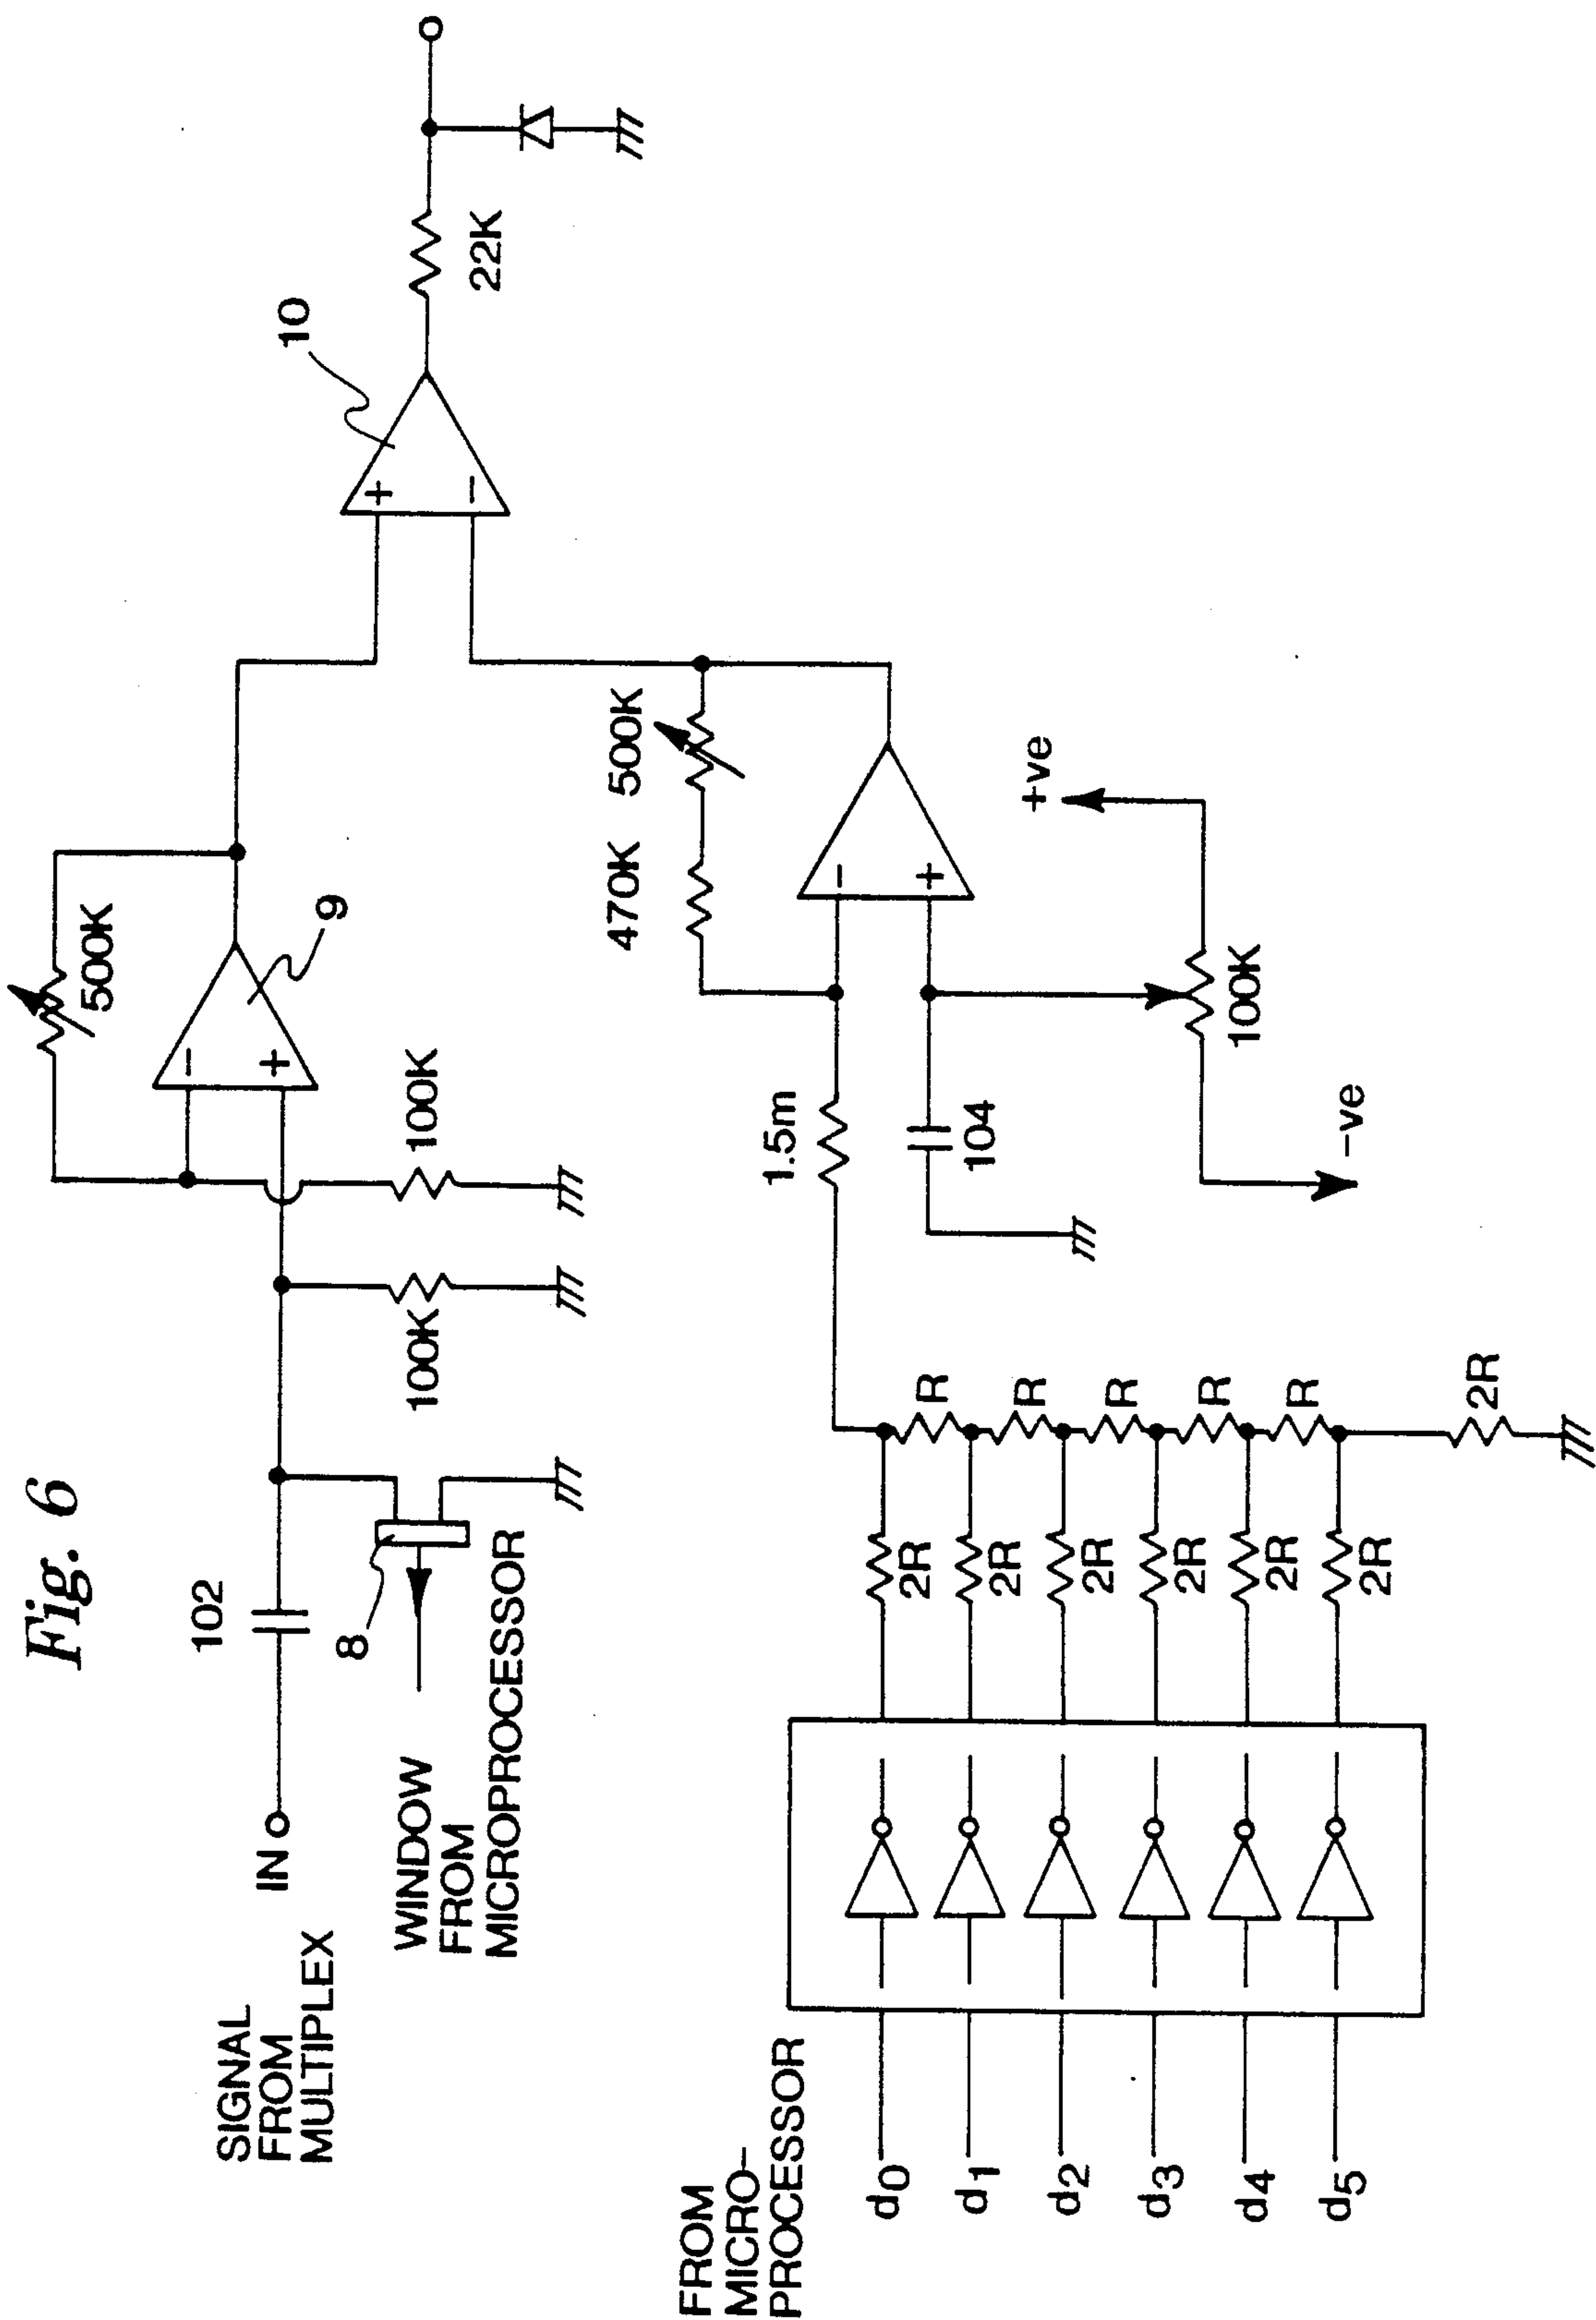 Fig. 6
SIGNAL
FROM
MULTIPLEX
IN
102
8
WINDOW
FROM
MICROPROCESSOR
100K
100K
500K
-
+
9
10
+
-
22K
FROM
MICRO-
PROCESSOR
d0
d1
d2
d3
d4
d5
2R
2R
2R
2R
2R
2R
R
R
R
R
R
2R
1.5m
104
470K
500K
-
+
100K
+ve
-ve